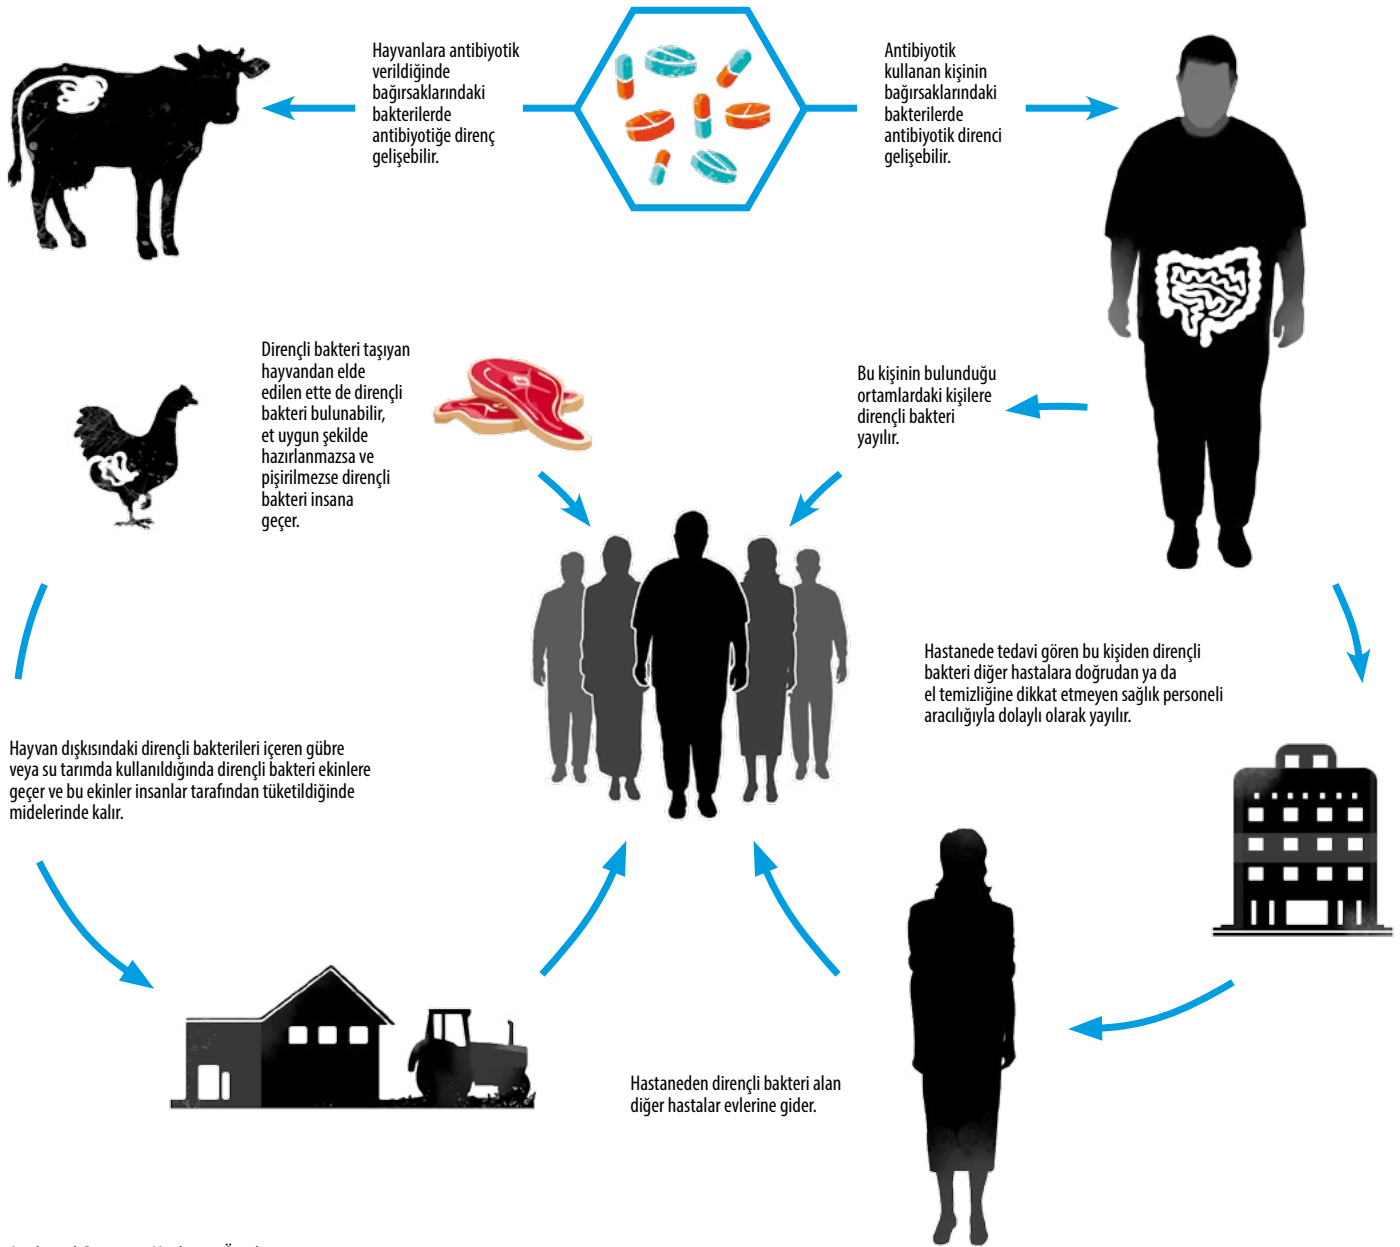 Hayvanlara antibiyotik
verildiğinde
bağırsaklarındaki
bakterilerde
antibiyotiğe direnç
gelişebilir.
Antibiyotik
kullanan kişinin
bağırsaklarındaki
bakterilerde
antibiyotik direnci
gelişebilir.
Dirençli bakteri taşıyan
hayvandan elde
edilen ette de dirençli
bakteri bulunabilir,
et uygun şekilde
hazırlanmazsa ve
pişirilmezse dirençli
bakteri insana
geçer.
Bu kişinin bulunduğu
ortamlardaki kişilere
dirençli bakteri
yayılır.
Hastanede tedavi gören bu kişiden dirençli
bakteri diğer hastalara doğrudan ya da
el temizliğine dikkat etmeyen sağlık personeli
aracılığıyla dolaylı olarak yayılır.
Hayvan dışkısındaki dirençli bakterileri içeren gübre
veya su tarımda kullanıldığında dirençli bakteri ekinlere
geçer ve bu ekinler insanlar tarafından tüketildiğinde
midelerinde kalır.
Hastaneden dirençli bakteri alan
diğer hastalar evlerine gider.